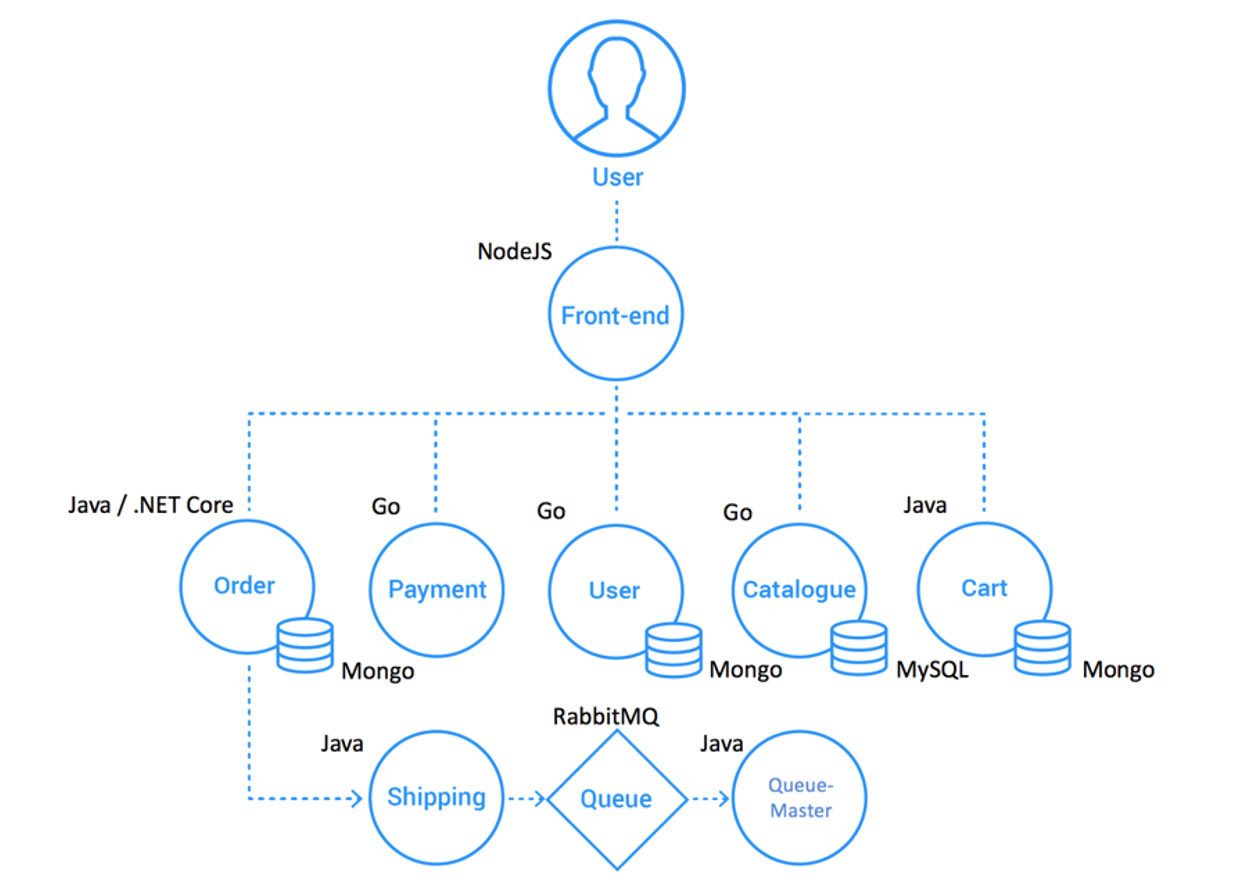 User
NodeJS
Front-end
Java / .NET Core
Go
Go
Go
Java
Order
Payment
User
Catalogue
Cart
Mongo
Mongo
MySQL
Mongo
RabbitMQ
Java
Java
Shipping
Queue
Queue-
Master